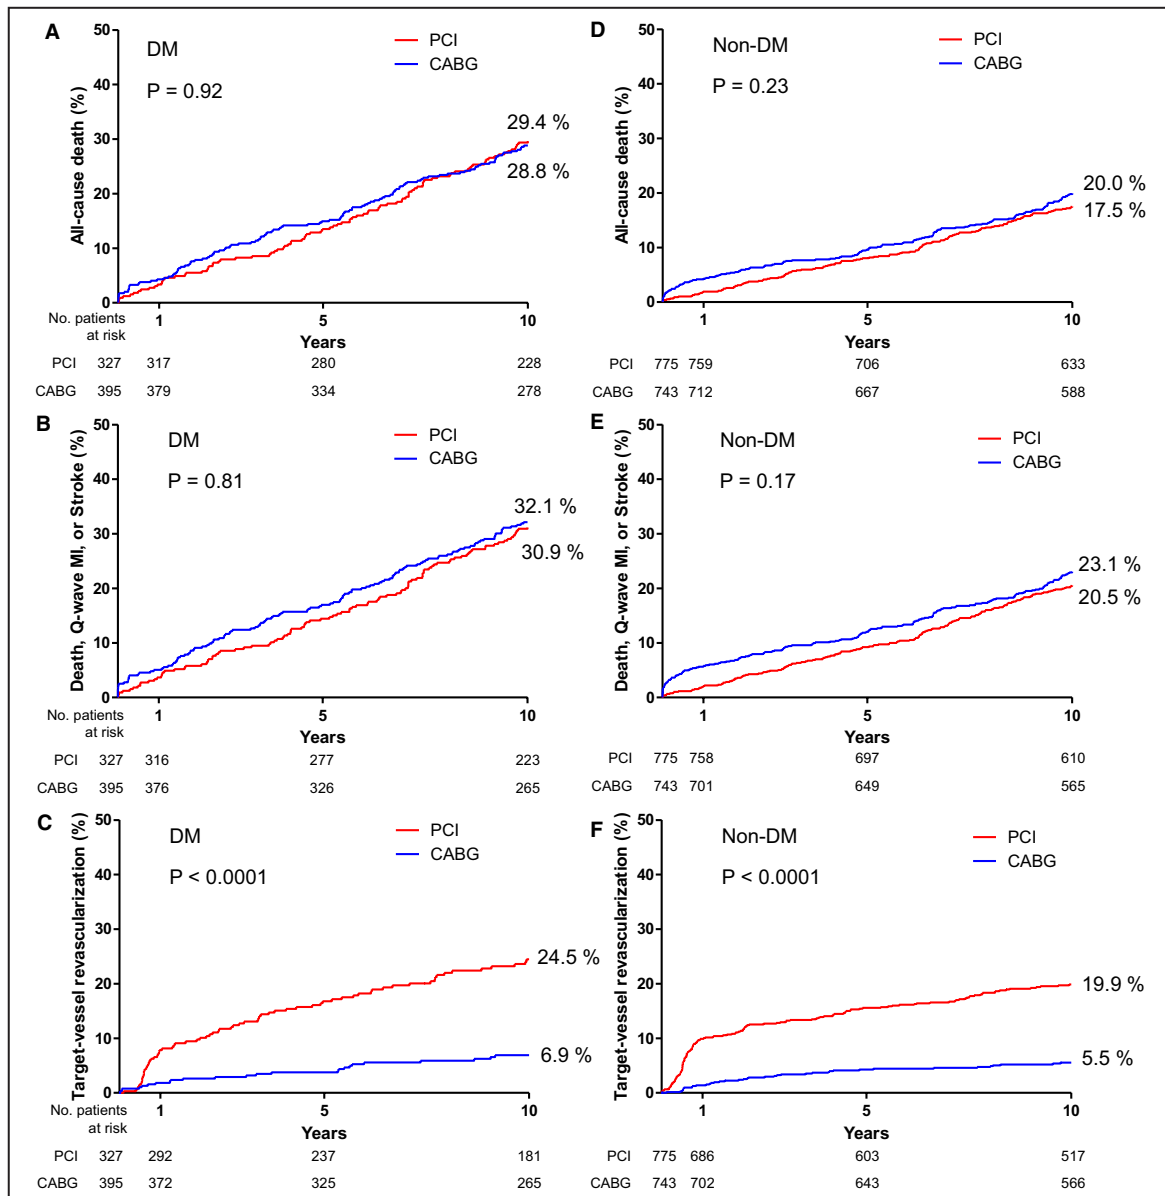 A
DM
P = 0.92
PCI
CABG
All-cause death (%)
50
40
30
20
10
0
29.4 %
28.8 %
1 5 10
Years
No. patients
at risk
PCI 327 317 280 228
CABG 395 379 334 278
D
Non-DM
P = 0.23
PCI
CABG
All-cause death (%)
50
40
30
20
10
0
20.0 %
17.5 %
1 5 10
Years
PCI 775 759 706 633
CABG 743 712 667 588
B
DM
P = 0.81
PCI
CABG
Death, Q-wave MI, or Stroke (%)
50
40
30
20
10
0
32.1 %
30.9 %
1 5 10
Years
No. patients
at risk
PCI 327 316 277 223
CABG 395 376 326 265
E
Non-DM
P = 0.17
PCI
CABG
Death, Q-wave MI, or Stroke (%)
50
40
30
20
10
0
23.1 %
20.5 %
1 5 10
Years
PCI 775 758 697 610
CABG 743 701 649 565
C
DM
P < 0.0001
PCI
CABG
Target-vessel revascularization (%)
50
40
30
20
10
0
24.5 %
6.9 %
1 5 10
Years
No. patients
at risk
PCI 327 292 237 181
CABG 395 372 325 265
F
Non-DM
P < 0.0001
PCI
CABG
Target-vessel revascularization (%)
50
40
30
20
10
0
19.9 %
5.5 %
1 5 10
Years
PCI 775 686 603 517
CABG 743 702 643 566